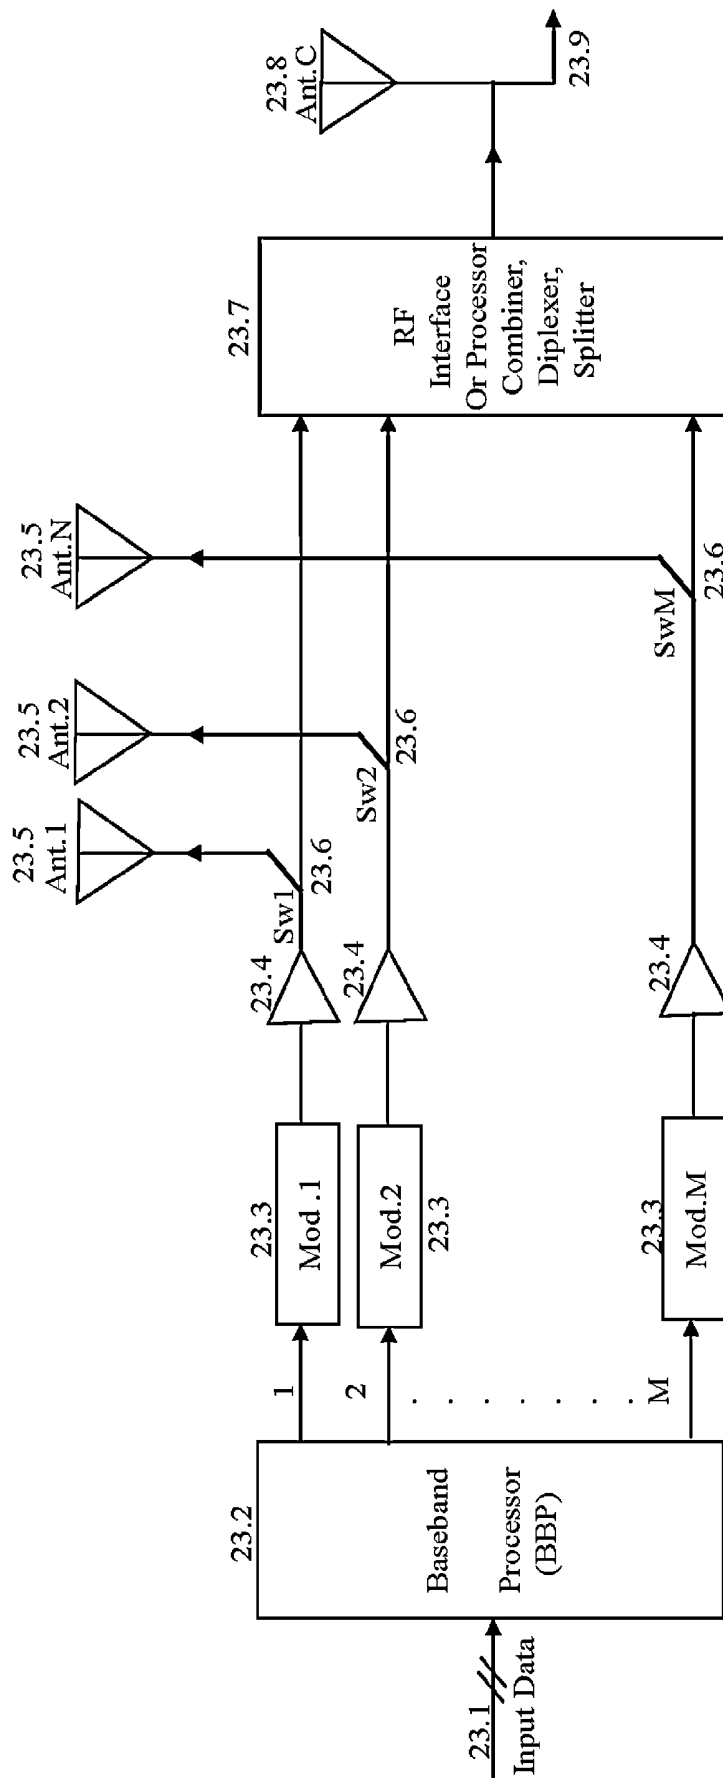 23.1
Input Data
23.2
Baseband
Processor
(BBP)
1
2
. . . . . . .
M
23.3
Mod .1
Mod.2
23.3
23.3
Mod.M
23.4
23.4
23.4
Sw1
23.6
Sw2
23.6
SwM
23.6
23.5
Ant.1
23.5
Ant.2
23.5
Ant.N
23.7
RF
Interface
Or Processor
Combiner,
Diplexer,
Splitter
23.8
Ant.C
23.9